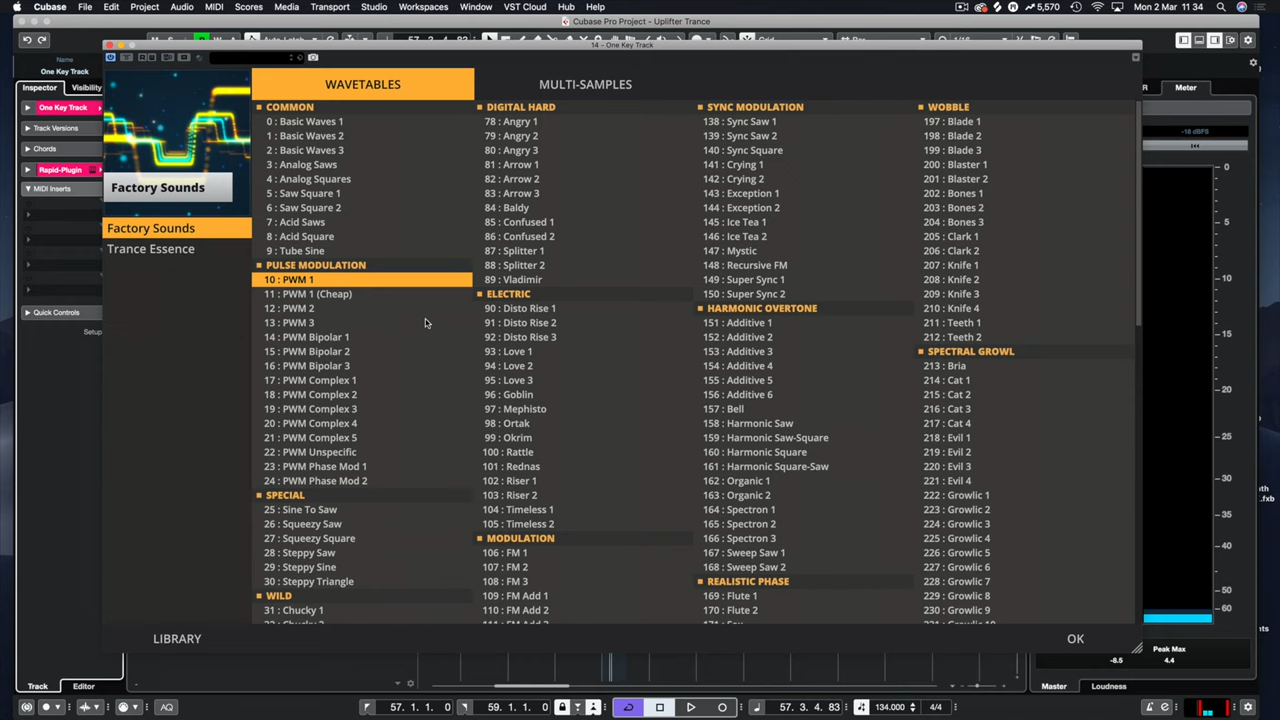 Cubase File Edit Project Audio MIDI Scores Media Transport Studio Workspaces Window VST Cloud Hub Help 5,570 Mon 2 Mar 11 34
Cubase Pro Project - Uplifter Trance
14 - One Key Track
Name
One Key Track
Inspector Visibility
One Key Track
Track Versions
Chords
Rapid-Plugin
MIDI Inserts
Quick Controls
Track Editor
Factory Sounds
Factory Sounds
Trance Essence
WAVETABLES MULTI-SAMPLES
COMMON
0 : Basic Waves 1
1 : Basic Waves 2
2 : Basic Waves 3
3 : Analog Saws
4 : Analog Squares
5 : Saw Square 1
6 : Saw Square 2
7 : Acid Saws
8 : Acid Square
9 : Tube Sine
PULSE MODULATION
10 : PWM 1
11 : PWM 1 (Cheap)
12 : PWM 2
13 : PWM 3
14 : PWM Bipolar 1
15 : PWM Bipolar 2
16 : PWM Bipolar 3
17 : PWM Complex 1
18 : PWM Complex 2
19 : PWM Complex 3
20 : PWM Complex 4
21 : PWM Complex 5
22 : PWM Unspecific
23 : PWM Phase Mod 1
24 : PWM Phase Mod 2
SPECIAL
25 : Sine To Saw
26 : Squeezy Saw
27 : Squeezy Square
28 : Steppy Saw
29 : Steppy Sine
30 : Steppy Triangle
WILD
31 : Chucky 1
DIGITAL HARD
78 : Angry 1
79 : Angry 2
80 : Angry 3
81 : Arrow 1
82 : Arrow 2
83 : Arrow 3
84 : Baldy
85 : Confused 1
86 : Confused 2
87 : Splitter 1
88 : Splitter 2
89 : Vladimir
ELECTRIC
90 : Disto Rise 1
91 : Disto Rise 2
92 : Disto Rise 3
93 : Love 1
94 : Love 2
95 : Love 3
96 : Goblin
97 : Mephisto
98 : Ortak
99 : Okrim
100 : Rattle
101 : Rednas
102 : Riser 1
103 : Riser 2
104 : Timeless 1
105 : Timeless 2
MODULATION
106 : FM 1
107 : FM 2
108 : FM 3
109 : FM Add 1
110 : FM Add 2
SYNC MODULATION
138 : Sync Saw 1
139 : Sync Saw 2
140 : Sync Square
141 : Crying 1
142 : Crying 2
143 : Exception 1
144 : Exception 2
145 : Ice Tea 1
146 : Ice Tea 2
147 : Mystic
148 : Recursive FM
149 : Super Sync 1
150 : Super Sync 2
HARMONIC OVERTONE
151 : Additive 1
152 : Additive 2
153 : Additive 3
154 : Additive 4
155 : Additive 5
156 : Additive 6
157 : Bell
158 : Harmonic Saw
159 : Harmonic Saw-Square
160 : Harmonic Square
161 : Harmonic Square-Saw
162 : Organic 1
163 : Organic 2
164 : Spectron 1
165 : Spectron 2
166 : Spectron 3
167 : Sweep Saw 1
168 : Sweep Saw 2
REALISTIC PHASE
169 : Flute 1
170 : Flute 2
WOBBLE
197 : Blade 1
198 : Blade 2
199 : Blade 3
200 : Blaster 1
201 : Blaster 2
202 : Bones 1
203 : Bones 2
204 : Bones 3
205 : Clark 1
206 : Clark 2
207 : Knife 1
208 : Knife 2
209 : Knife 3
210 : Knife 4
211 : Teeth 1
212 : Teeth 2
SPECTRAL GROWL
213 : Bria
214 : Cat 1
215 : Cat 2
216 : Cat 3
217 : Cat 4
218 : Evil 1
219 : Evil 2
220 : Evil 3
221 : Evil 4
222 : Growlic 1
223 : Growlic 2
224 : Growlic 3
225 : Growlic 4
226 : Growlic 5
227 : Growlic 6
228 : Growlic 7
229 : Growlic 8
230 : Growlic 9
LIBRARY OK
Meter
-18 dBFS
0
5
10
15
20
25
30
40
50
60
Peak Max
-8.5 4.4
Master Loudness
AQ 57. 1. 1. 0 59. 1. 1. 0 57. 3. 4. 83 134.000 4/4